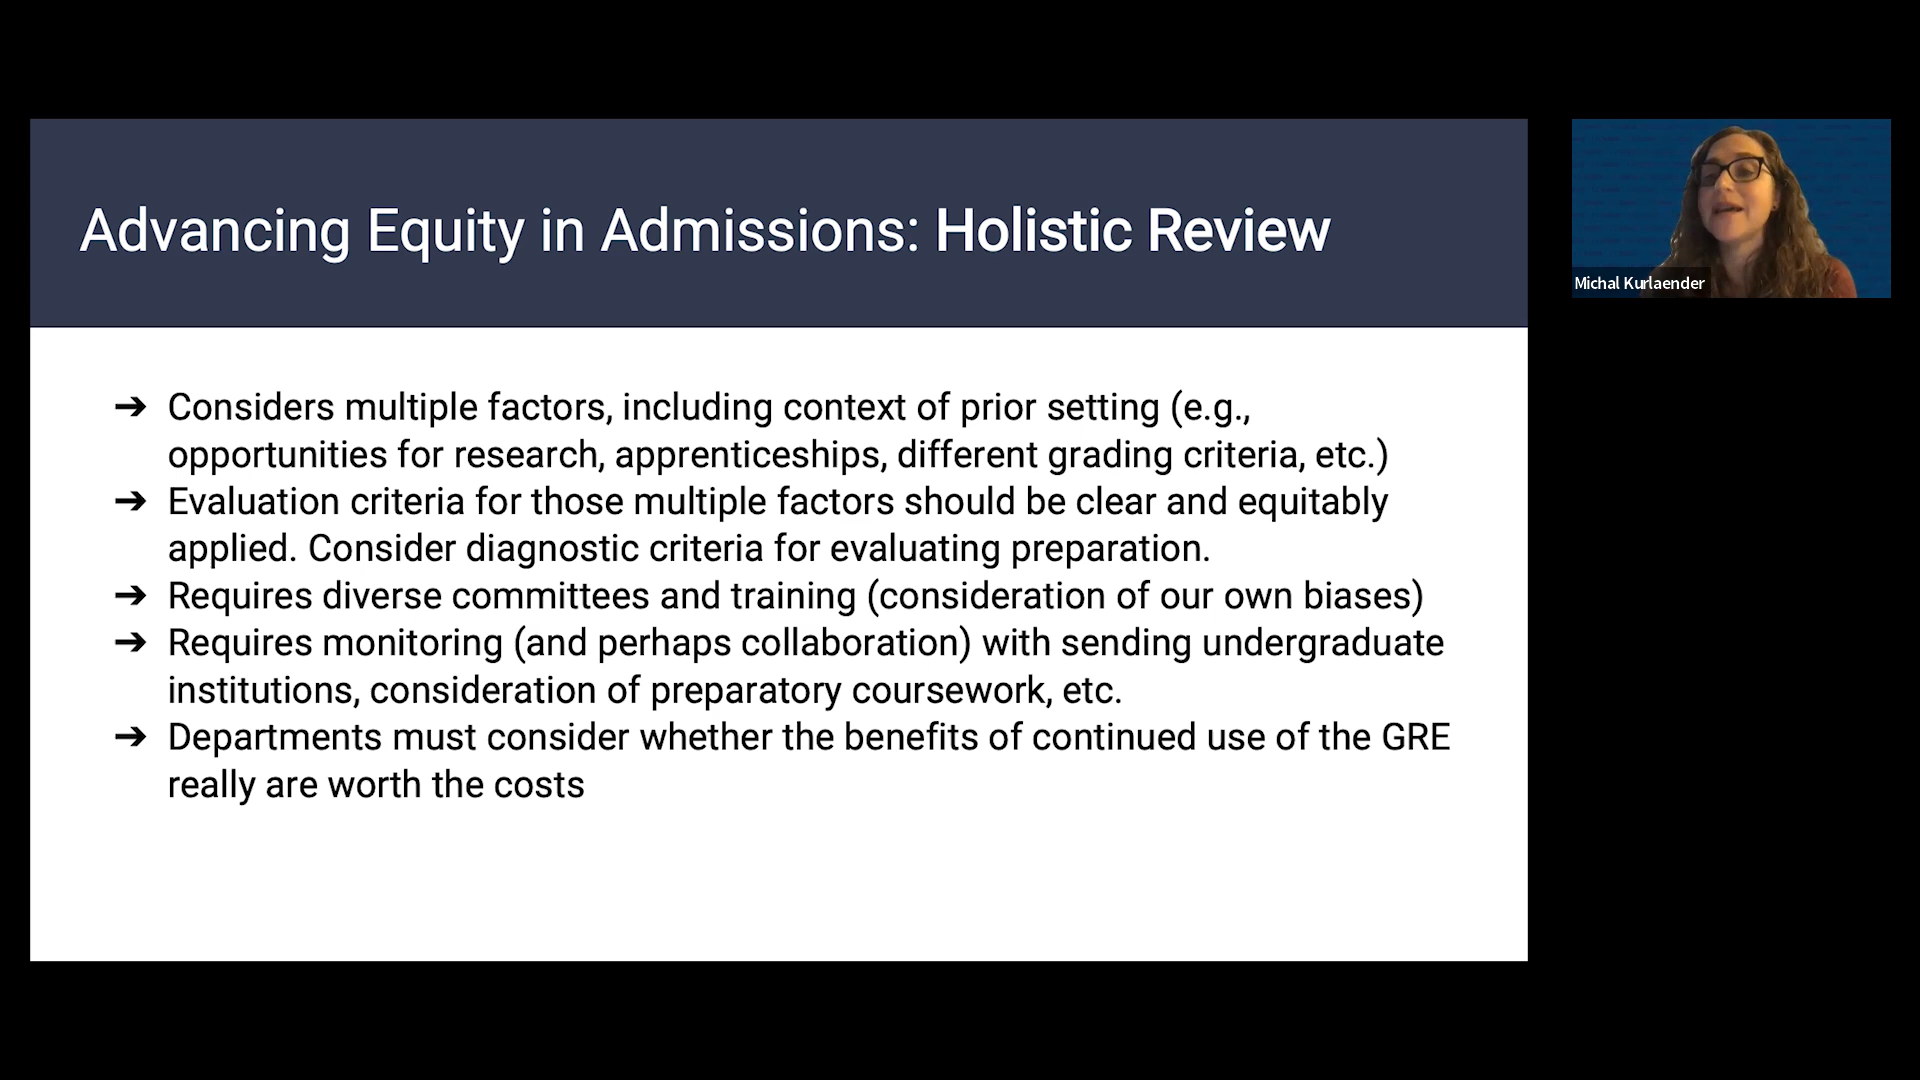 Advancing Equity in Admissions: Holistic Review
Michal Kurlaender
➔ Considers multiple factors, including context of prior setting (e.g.,
opportunities for research, apprenticeships, different grading criteria, etc.)
➔ Evaluation criteria for those multiple factors should be clear and equitably
applied. Consider diagnostic criteria for evaluating preparation.
➔ Requires diverse committees and training (consideration of our own biases)
➔ Requires monitoring (and perhaps collaboration) with sending undergraduate
institutions, consideration of preparatory coursework, etc.
➔ Departments must consider whether the benefits of continued use of the GRE
really are worth the costs